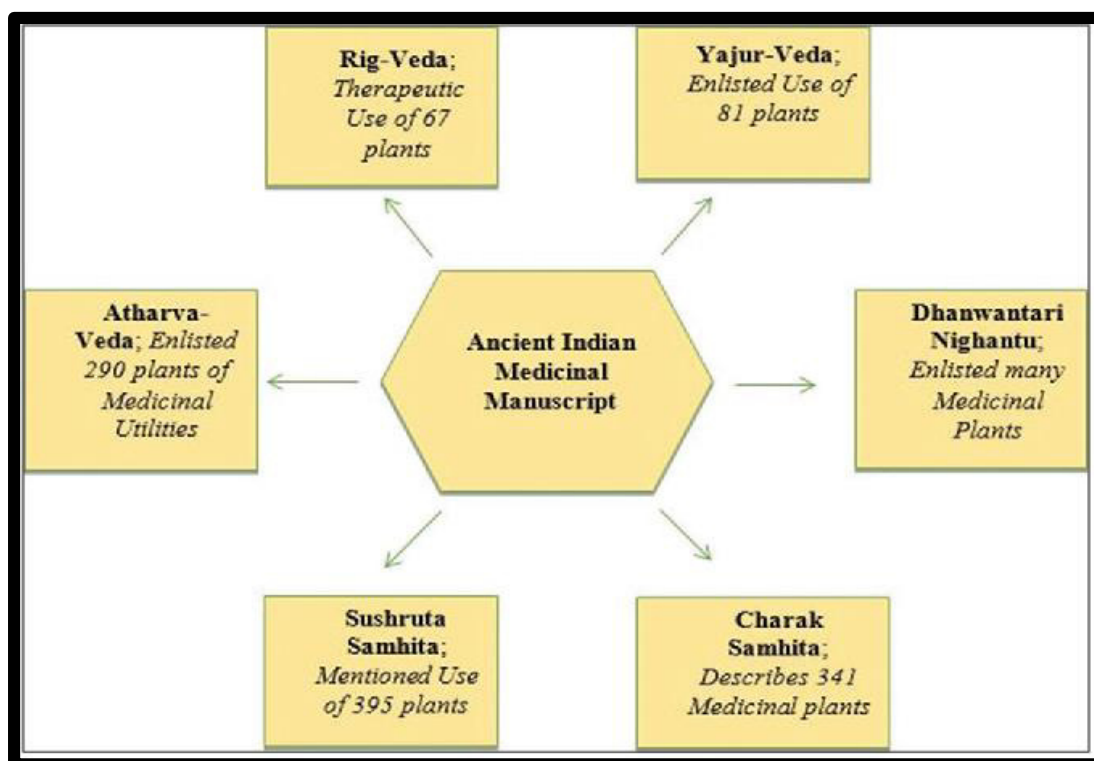 Rig-Veda;
Therapeutic
Use of 67
plants
Yajur-Veda;
Enlisted Use of
81 plants
Atharva-
Veda; Enlisted
290 plants of
Medicinal
Utilities
Ancient Indian
Medicinal
Manuscript
Dhanwantari
Nighantu;
Enlisted many
Medicinal
Plants
Sushruta
Samhita;
Mentioned Use
of 395 plants
Charak
Samhita;
Describes 341
Medicinal plants